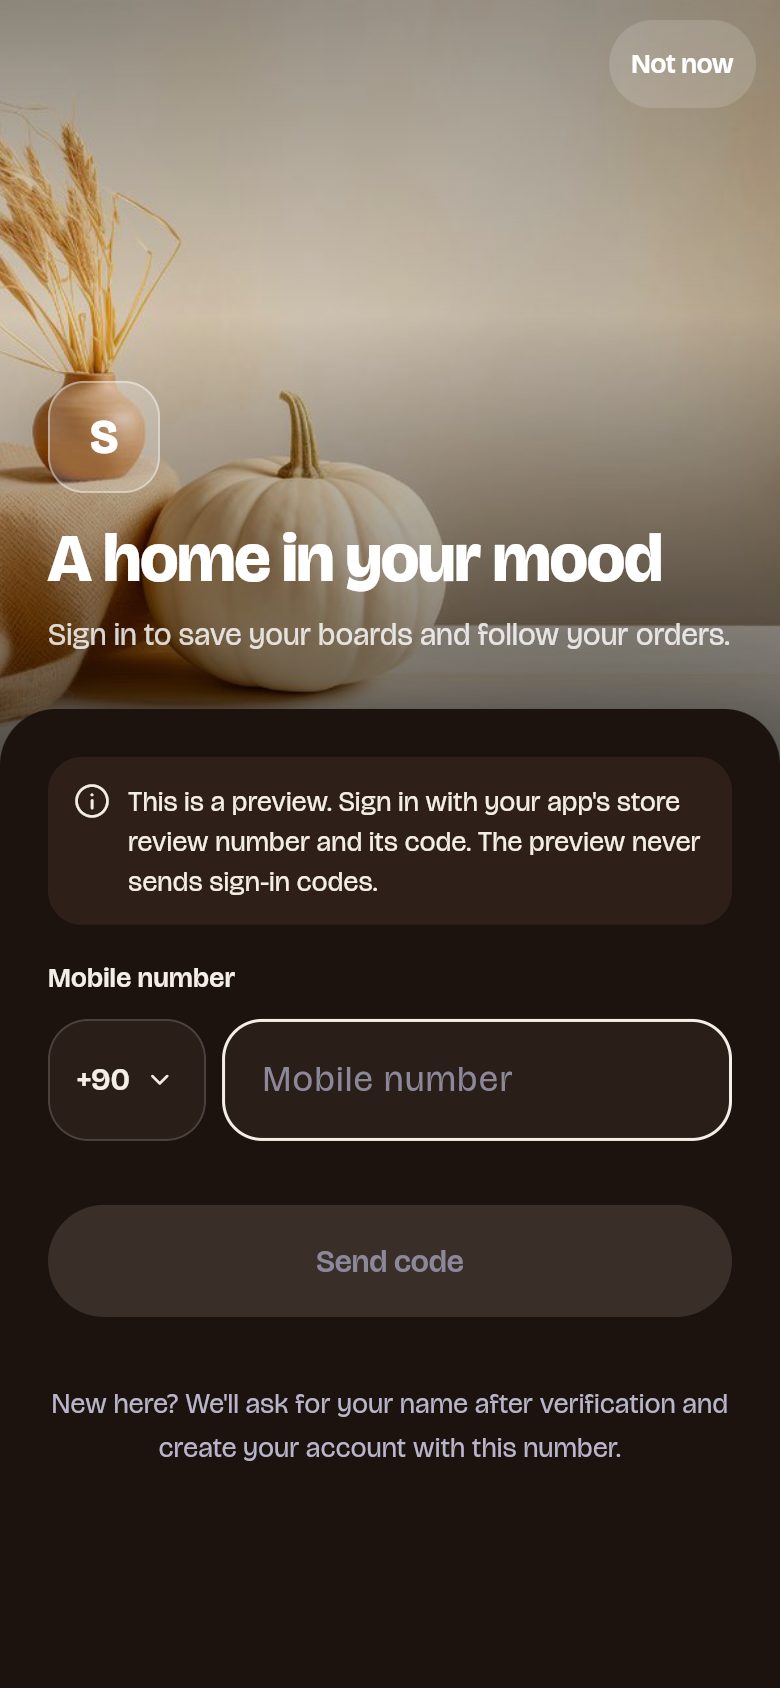 Not now
S
A home in your mood
Sign in to save your boards and follow your orders.
This is a preview. Sign in with your app's store
review number and its code. The preview never
sends sign-in codes.
Mobile number
+90
Mobile number
Send code
New here? We'll ask for your name after verification and
create your account with this number.